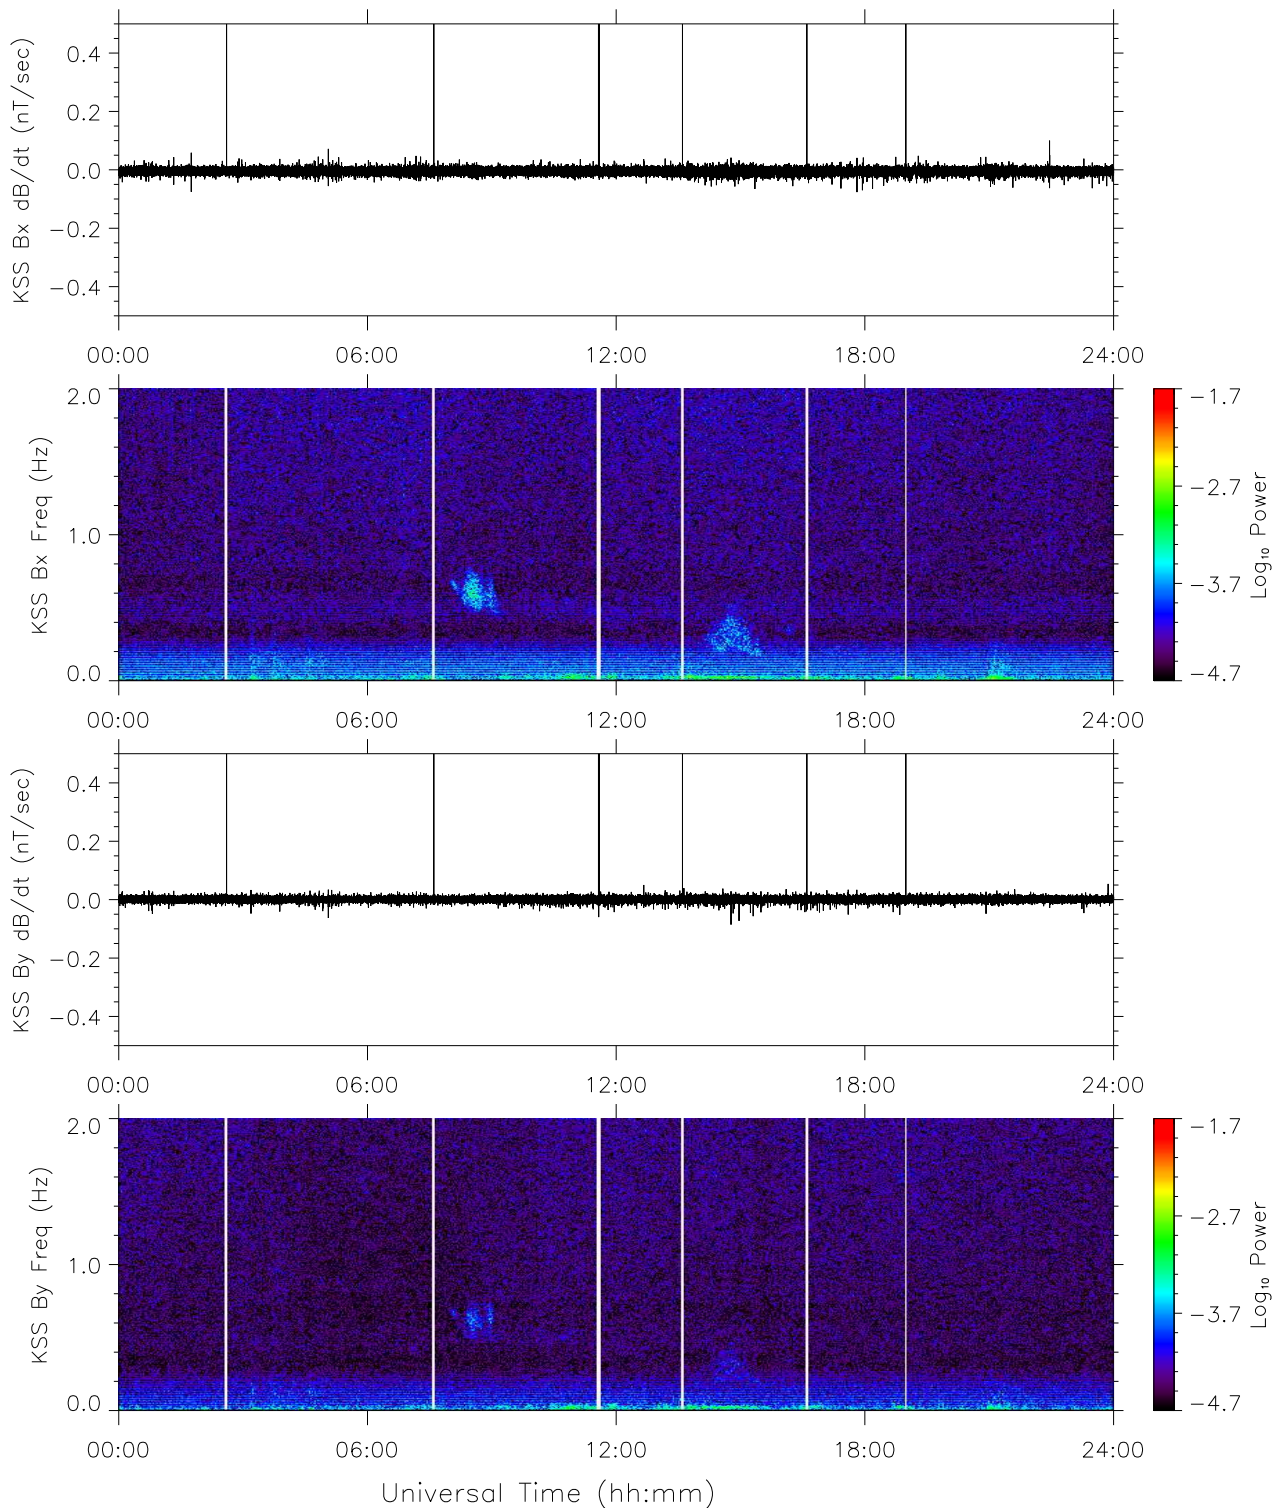 KSS Bx dB/dt (nT/sec)
0.4
0.2
0.0
−0.2
−0.4
00:00 06:00 12:00 18:00 24:00
KSS Bx Freq (Hz)
2.0
1.0
0.0
00:00 06:00 12:00 18:00 24:00
−1.7
−2.7
−3.7
−4.7
Log₁₀ Power
KSS By dB/dt (nT/sec)
0.4
0.2
0.0
−0.2
−0.4
00:00 06:00 12:00 18:00 24:00
KSS By Freq (Hz)
2.0
1.0
0.0
00:00 06:00 12:00 18:00 24:00
−1.7
−2.7
−3.7
−4.7
Log₁₀ Power
Universal Time (hh:mm)